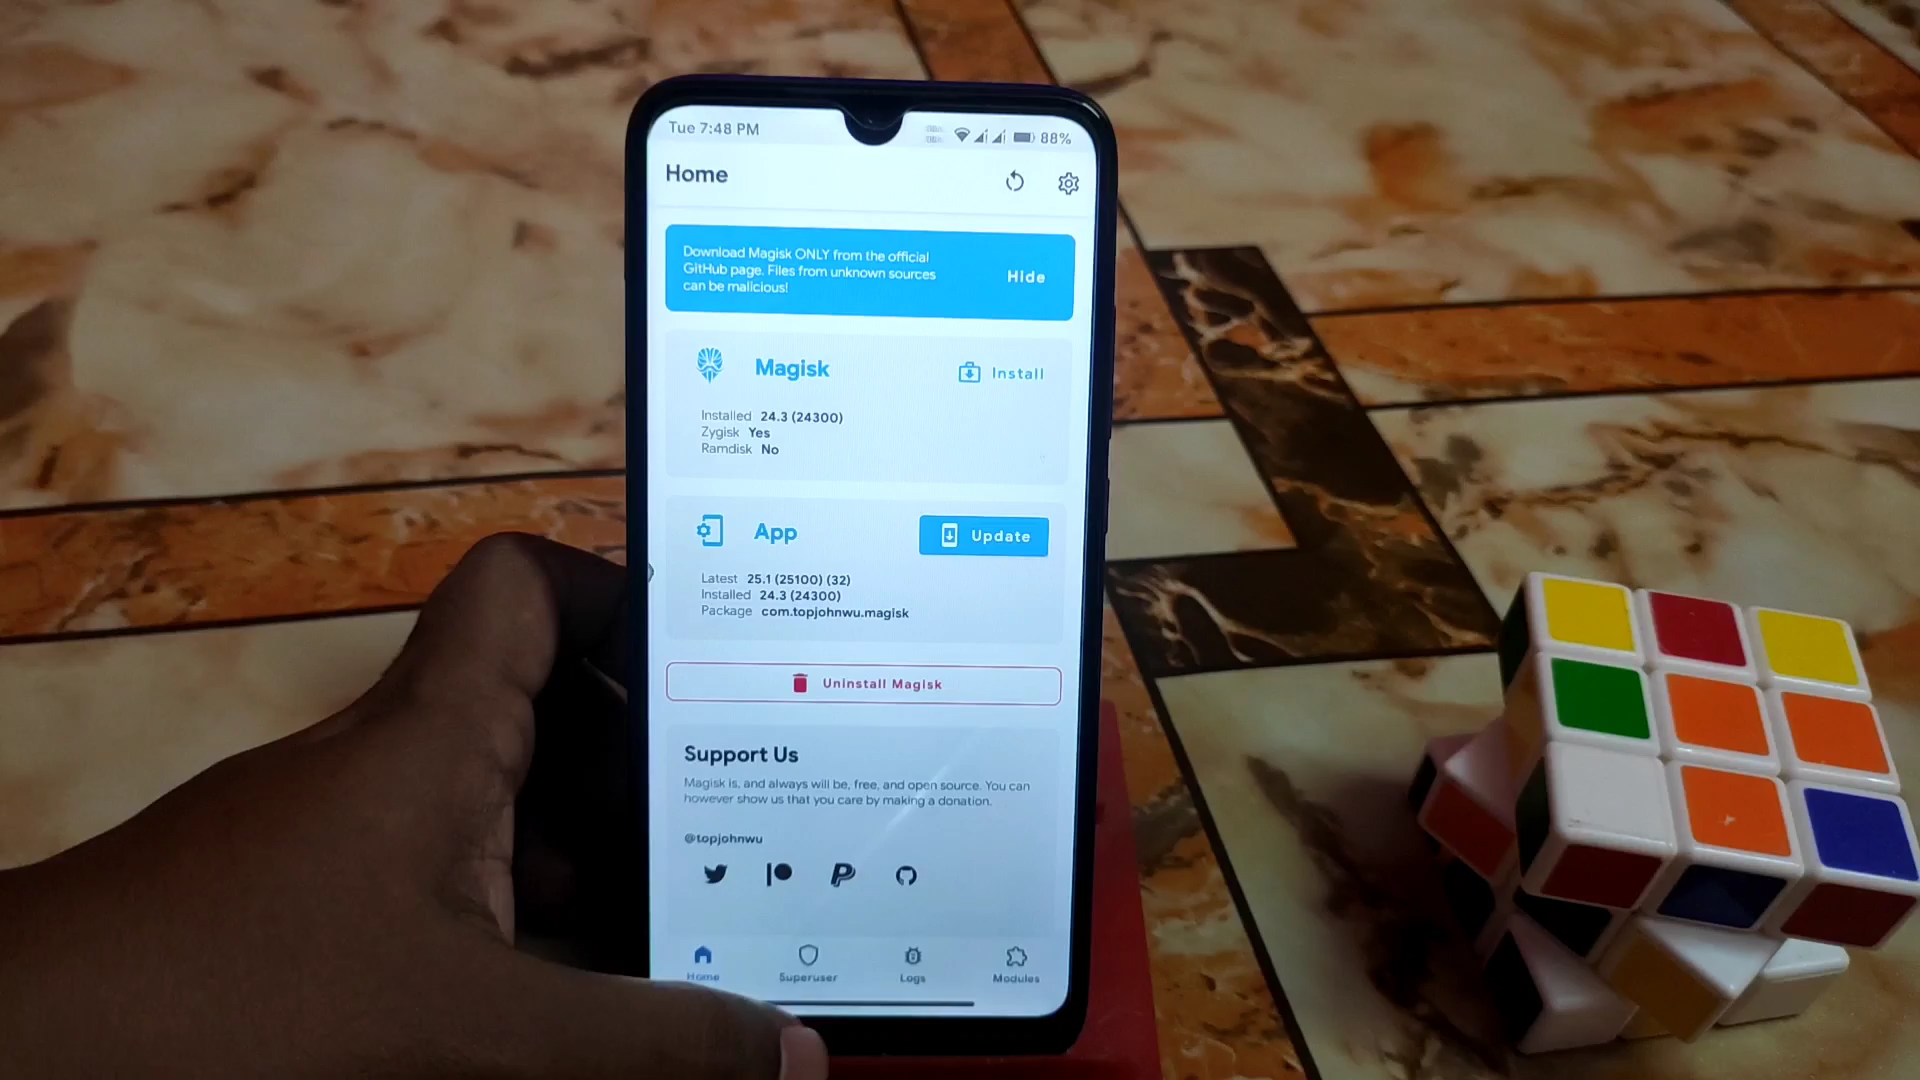 Tue 7:48 PM
88%
Home
Download Magisk ONLY from the official
GitHub page. Files from unknown sources
can be malicious!
Hide
Magisk
Install
Installed 24.3 (24300)
Zygisk Yes
Ramdisk No
App
Update
Latest 25.1 (25100) (32)
Installed 24.3 (24300)
Package com.topjohnwu.magisk
Uninstall Magisk
Support Us
Magisk is, and always will be, free, and open source. You can
however show us that you care by making a donation.
@topjohnwu
Home
Superuser
Logs
Modules